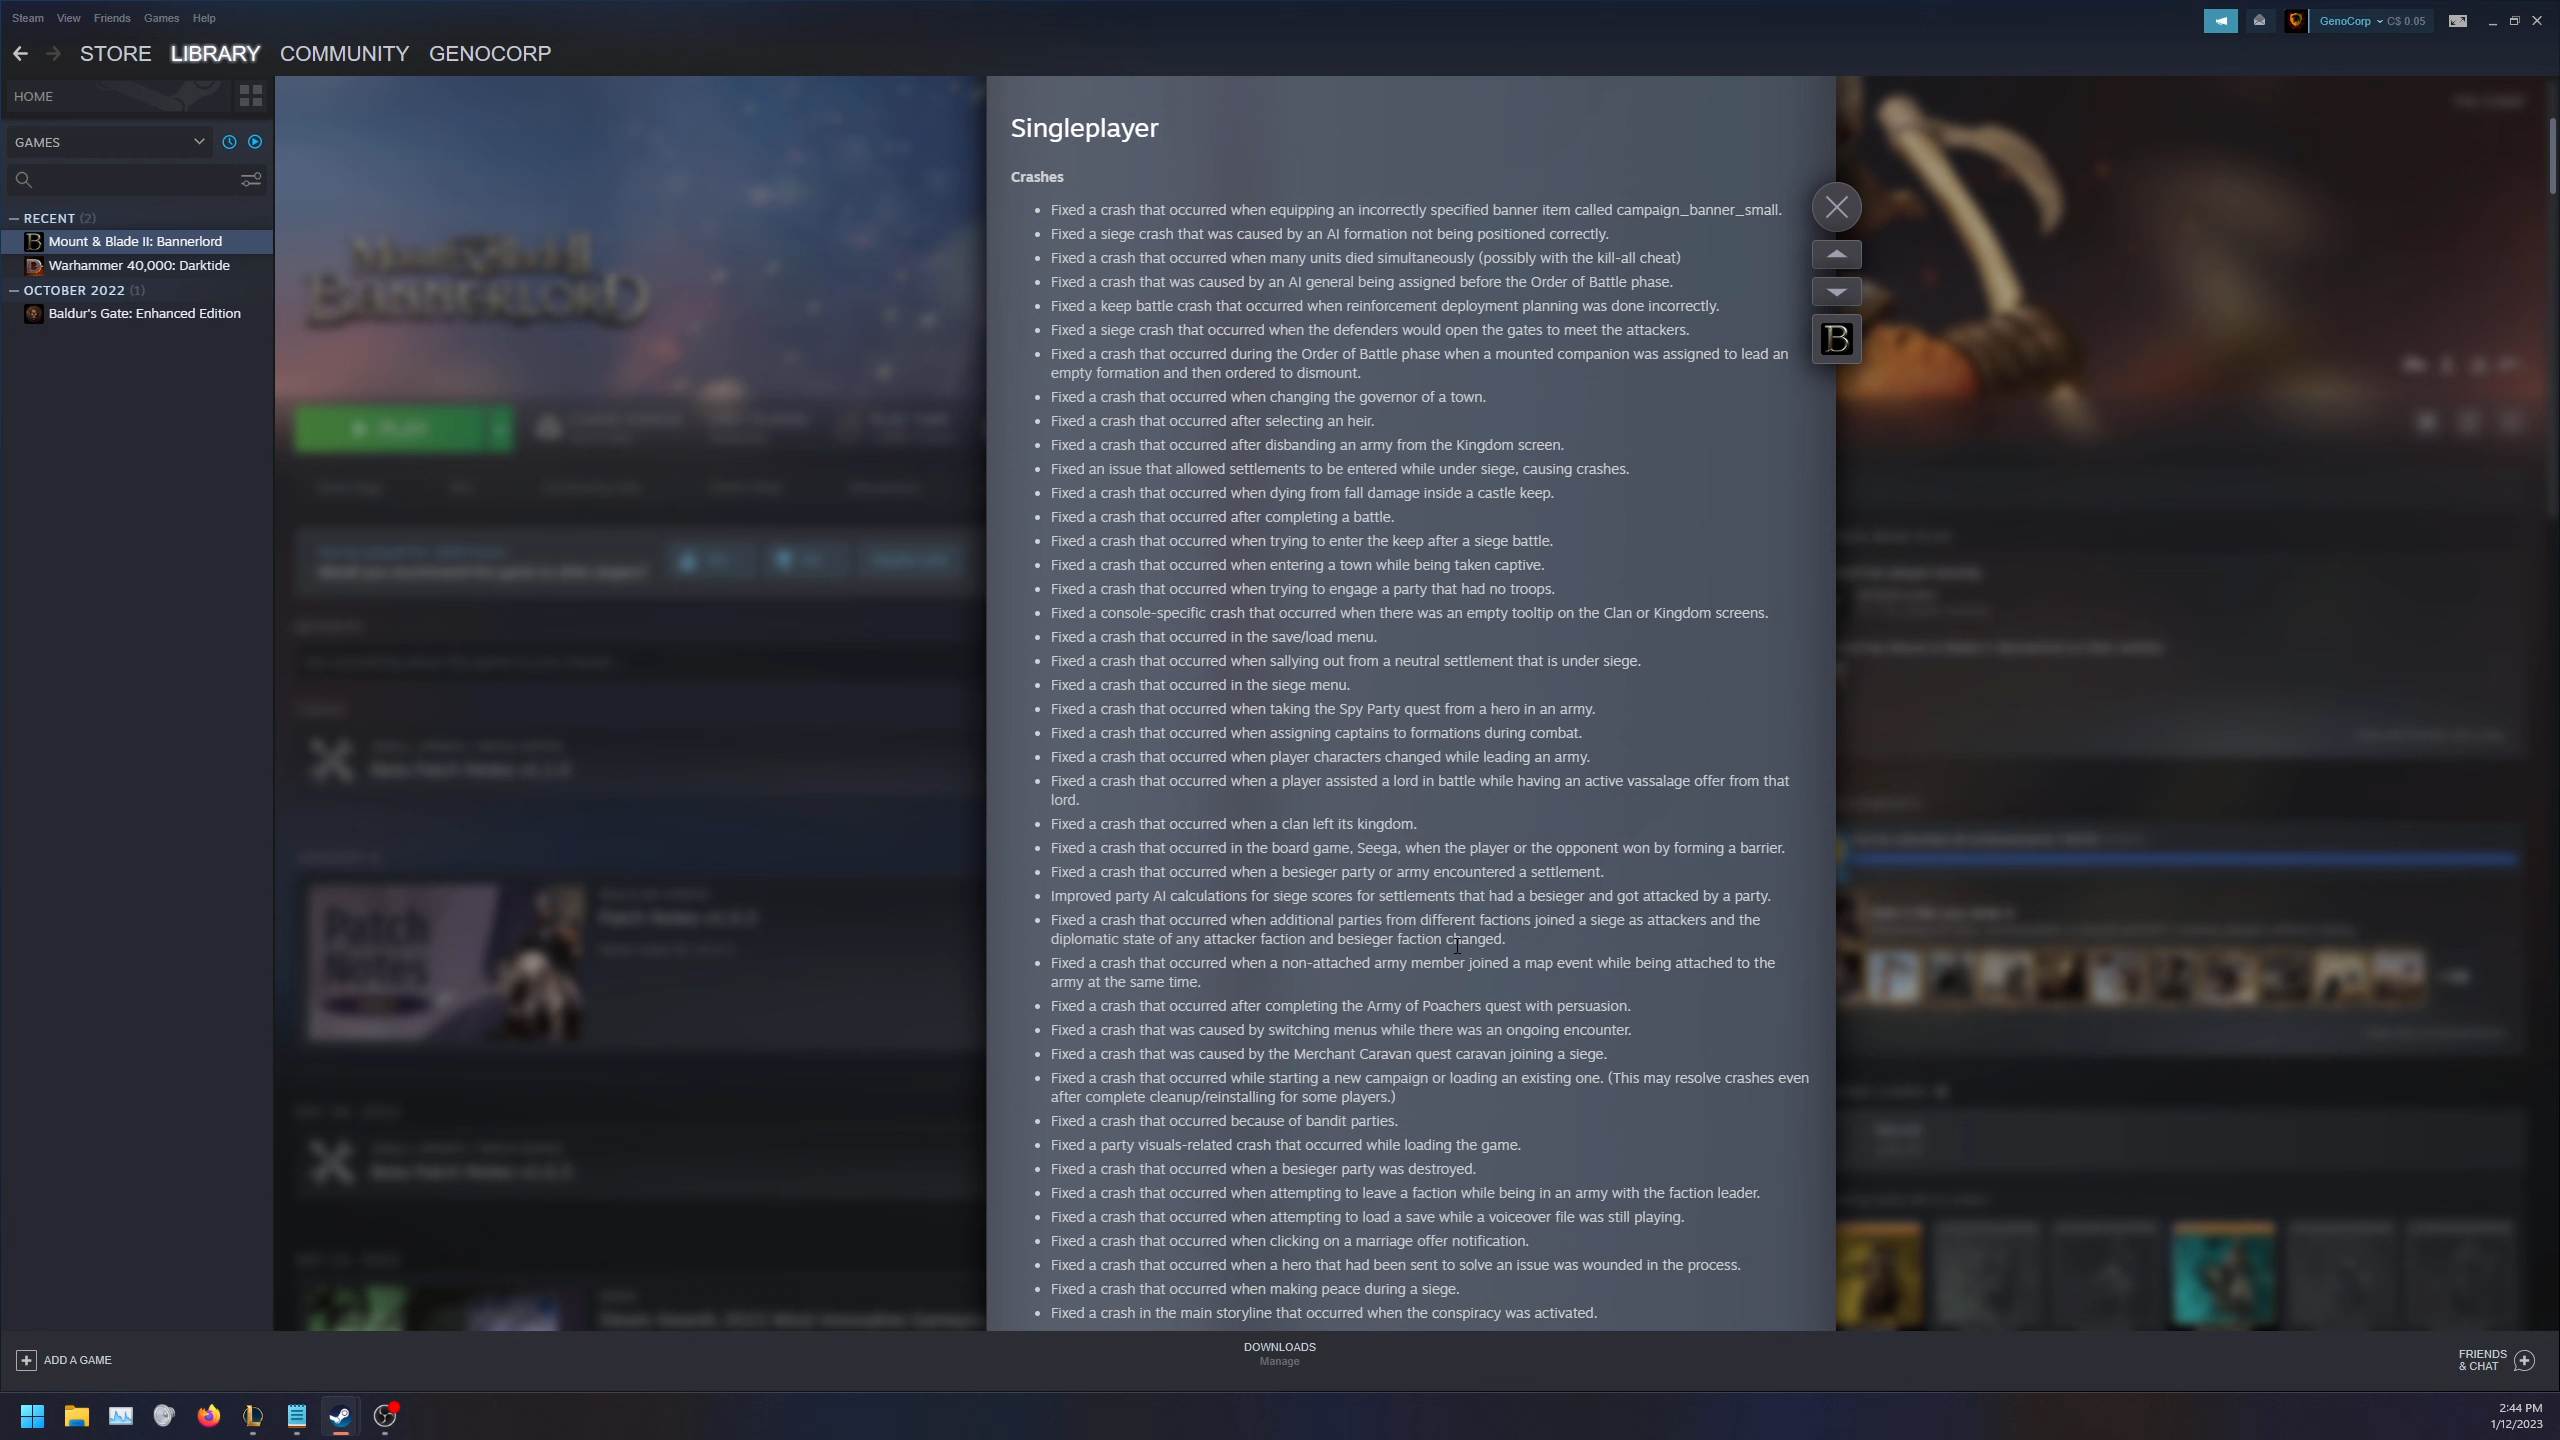 Steam View Friends Games Help
GenoCorp C$ 0.05
STORE LIBRARY COMMUNITY GENOCORP
HOME
GAMES
— RECENT (2)
Mount & Blade II: Bannerlord
Warhammer 40,000: Darktide
— OCTOBER 2022 (1)
Baldur's Gate: Enhanced Edition
Mount & Blade II
BANNERLORD
PLAY
Beta Patch Notes
Patch Notes
Patch
Notes
Beta Patch Notes
Singleplayer
Crashes
• Fixed a crash that occurred when equipping an incorrectly specified banner item called campaign_banner_small.
• Fixed a siege crash that was caused by an AI formation not being positioned correctly.
• Fixed a crash that occurred when many units died simultaneously (possibly with the kill-all cheat)
• Fixed a crash that was caused by an AI general being assigned before the Order of Battle phase.
• Fixed a keep battle crash that occurred when reinforcement deployment planning was done incorrectly.
• Fixed a siege crash that occurred when the defenders would open the gates to meet the attackers.
• Fixed a crash that occurred during the Order of Battle phase when a mounted companion was assigned to lead an
empty formation and then ordered to dismount.
• Fixed a crash that occurred when changing the governor of a town.
• Fixed a crash that occurred after selecting an heir.
• Fixed a crash that occurred after disbanding an army from the Kingdom screen.
• Fixed an issue that allowed settlements to be entered while under siege, causing crashes.
• Fixed a crash that occurred when dying from fall damage inside a castle keep.
• Fixed a crash that occurred after completing a battle.
• Fixed a crash that occurred when trying to enter the keep after a siege battle.
• Fixed a crash that occurred when entering a town while being taken captive.
• Fixed a crash that occurred when trying to engage a party that had no troops.
• Fixed a console-specific crash that occurred when there was an empty tooltip on the Clan or Kingdom screens.
• Fixed a crash that occurred in the save/load menu.
• Fixed a crash that occurred when sallying out from a neutral settlement that is under siege.
• Fixed a crash that occurred in the siege menu.
• Fixed a crash that occurred when taking the Spy Party quest from a hero in an army.
• Fixed a crash that occurred when assigning captains to formations during combat.
• Fixed a crash that occurred when player characters changed while leading an army.
• Fixed a crash that occurred when a player assisted a lord in battle while having an active vassalage offer from that
lord.
• Fixed a crash that occurred when a clan left its kingdom.
• Fixed a crash that occurred in the board game, Seega, when the player or the opponent won by forming a barrier.
• Fixed a crash that occurred when a besieger party or army encountered a settlement.
• Improved party AI calculations for siege scores for settlements that had a besieger and got attacked by a party.
• Fixed a crash that occurred when additional parties from different factions joined a siege as attackers and the
diplomatic state of any attacker faction and besieger faction changed.
• Fixed a crash that occurred when a non-attached army member joined a map event while being attached to the
army at the same time.
• Fixed a crash that occurred after completing the Army of Poachers quest with persuasion.
• Fixed a crash that was caused by switching menus while there was an ongoing encounter.
• Fixed a crash that was caused by the Merchant Caravan quest caravan joining a siege.
• Fixed a crash that occurred while starting a new campaign or loading an existing one. (This may resolve crashes even
after complete cleanup/reinstalling for some players.)
• Fixed a crash that occurred because of bandit parties.
• Fixed a party visuals-related crash that occurred while loading the game.
• Fixed a crash that occurred when a besieger party was destroyed.
• Fixed a crash that occurred when attempting to leave a faction while being in an army with the faction leader.
• Fixed a crash that occurred when attempting to load a save while a voiceover file was still playing.
• Fixed a crash that occurred when clicking on a marriage offer notification.
• Fixed a crash that occurred when a hero that had been sent to solve an issue was wounded in the process.
• Fixed a crash that occurred when making peace during a siege.
• Fixed a crash in the main storyline that occurred when the conspiracy was activated.
ADD A GAME
DOWNLOADS
Manage
FRIENDS
& CHAT
2:44 PM
1/12/2023